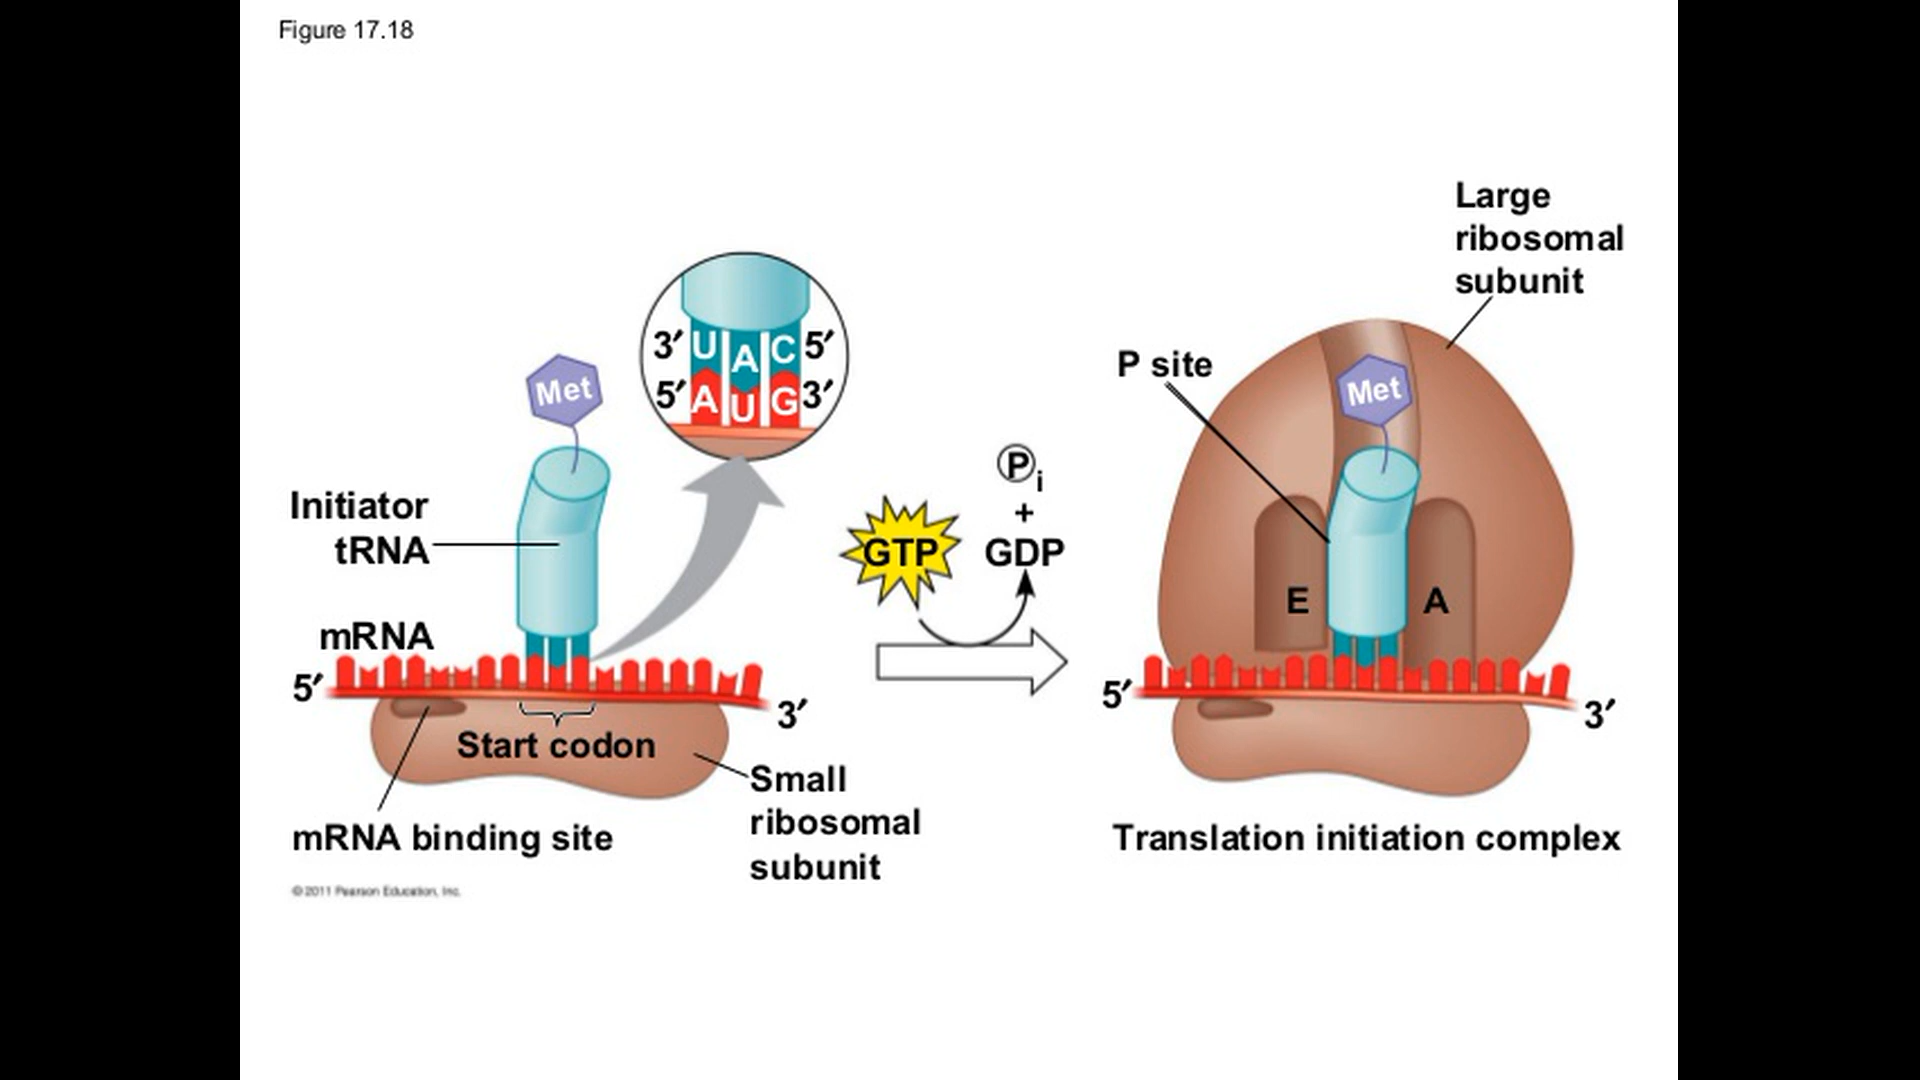 Figure 17.18
Large
ribosomal
subunit
3′ U A C 5′
5′ A U G 3′
P site
Met
Met
Initiator
tRNA
Pi
+
GTP
GDP
E
A
mRNA
5′
3′
5′
3′
Start codon
Small
ribosomal
subunit
mRNA binding site
Translation initiation complex
© 2011 Pearson Education, Inc.